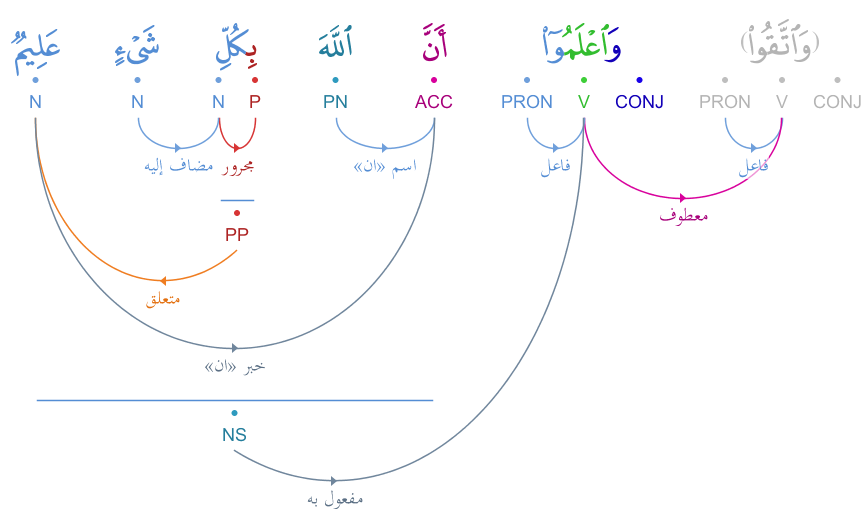 (وَٱتَّقُوا۟) وَٱعْلَمُوٓا۟ أَنَّ ٱللَّهَ بِكُلِّ شَىْءٍ عَلِيمٌ
CONJ V PRON CONJ V PRON ACC PN P N N N
فاعل فاعل اسم «ان» مجرور مضاف إليه
معطوف
PP
متعلق
خبر «ان»
NS
مفعول به